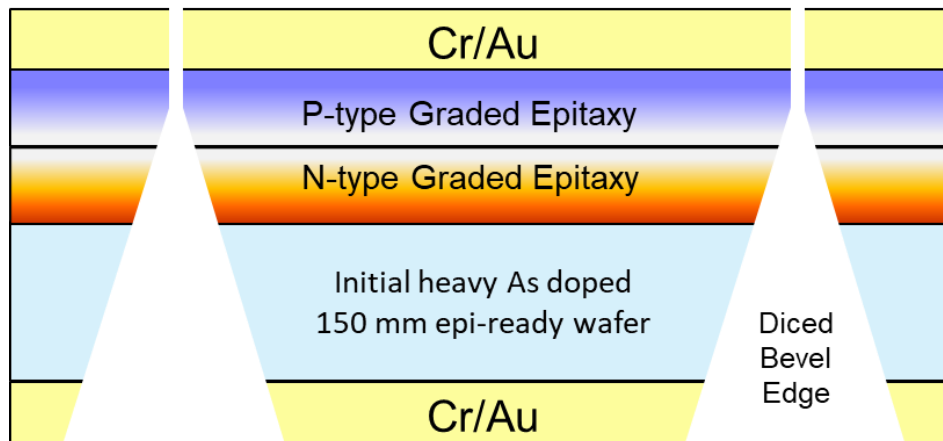 Cr/Au
P-type Graded Epitaxy
N-type Graded Epitaxy
Initial heavy As doped
150 mm epi-ready wafer
Diced
Bevel
Edge
Cr/Au